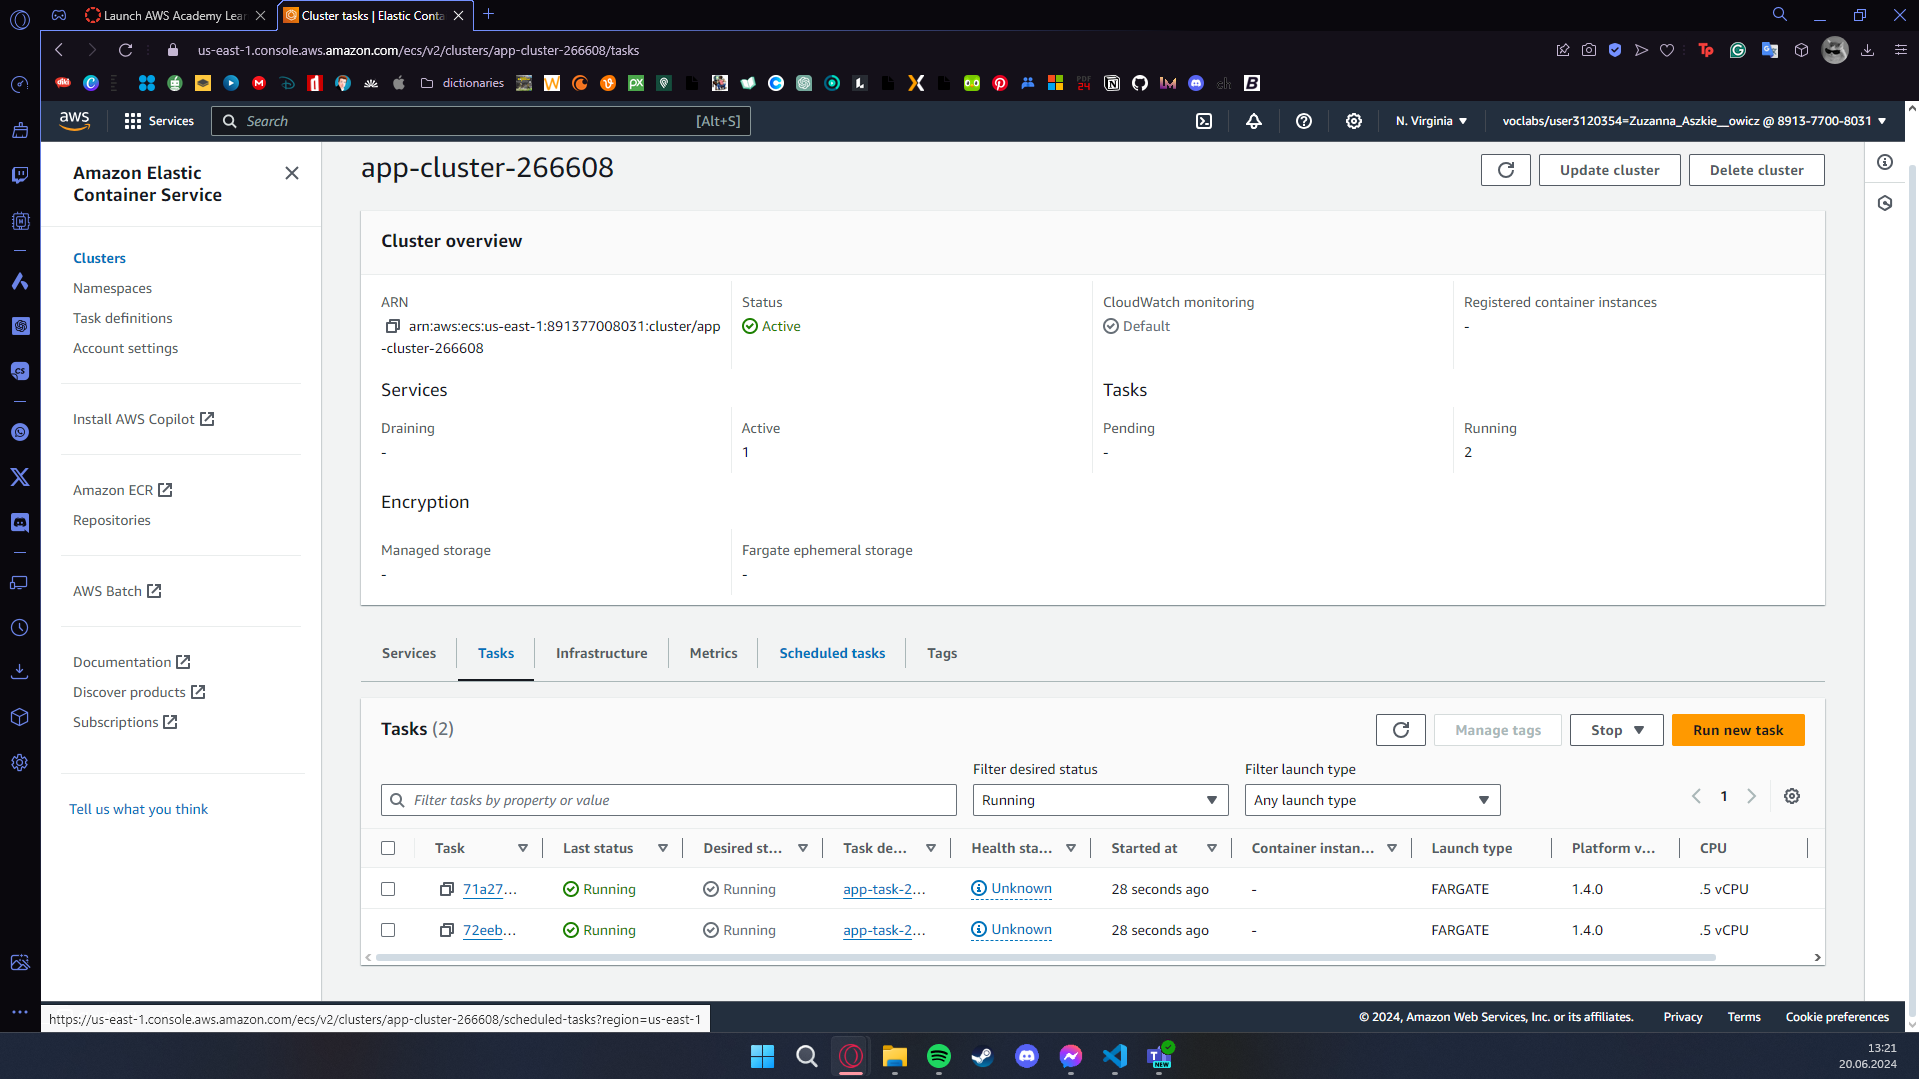 Launch AWS Academy Lear
Cluster tasks | Elastic Conta
us-east-1.console.aws.amazon.com/ecs/v2/clusters/app-cluster-266608/tasks
dictionaries
aws
Services
Search
[Alt+S]
N. Virginia
voclabs/user3120354=Zuzanna_Aszkie__owicz @ 8913-7700-8031
Amazon Elastic
Container Service
Clusters
Namespaces
Task definitions
Account settings
Install AWS Copilot
Amazon ECR
Repositories
AWS Batch
Documentation
Discover products
Subscriptions
Tell us what you think
app-cluster-266608
Update cluster
Delete cluster
Cluster overview
ARN
arn:aws:ecs:us-east-1:891377008031:cluster/app
-cluster-266608
Status
Active
CloudWatch monitoring
Default
Registered container instances
-
Services
Tasks
Draining
-
Active
1
Pending
-
Running
2
Encryption
Managed storage
-
Fargate ephemeral storage
-
Services
Tasks
Infrastructure
Metrics
Scheduled tasks
Tags
Tasks (2)
Manage tags
Stop
Run new task
Filter desired status
Filter launch type
Filter tasks by property or value
Running
Any launch type
1
Task
Last status
Desired st...
Task de...
Health sta...
Started at
Container instan...
Launch type
Platform v...
CPU
71a27...
Running
Running
app-task-2...
Unknown
28 seconds ago
-
FARGATE
1.4.0
.5 vCPU
72eeb...
Running
Running
app-task-2...
Unknown
28 seconds ago
-
FARGATE
1.4.0
.5 vCPU
https://us-east-1.console.aws.amazon.com/ecs/v2/clusters/app-cluster-266608/scheduled-tasks?region=us-east-1
© 2024, Amazon Web Services, Inc. or its affiliates.
Privacy
Terms
Cookie preferences
13:21
20.06.2024